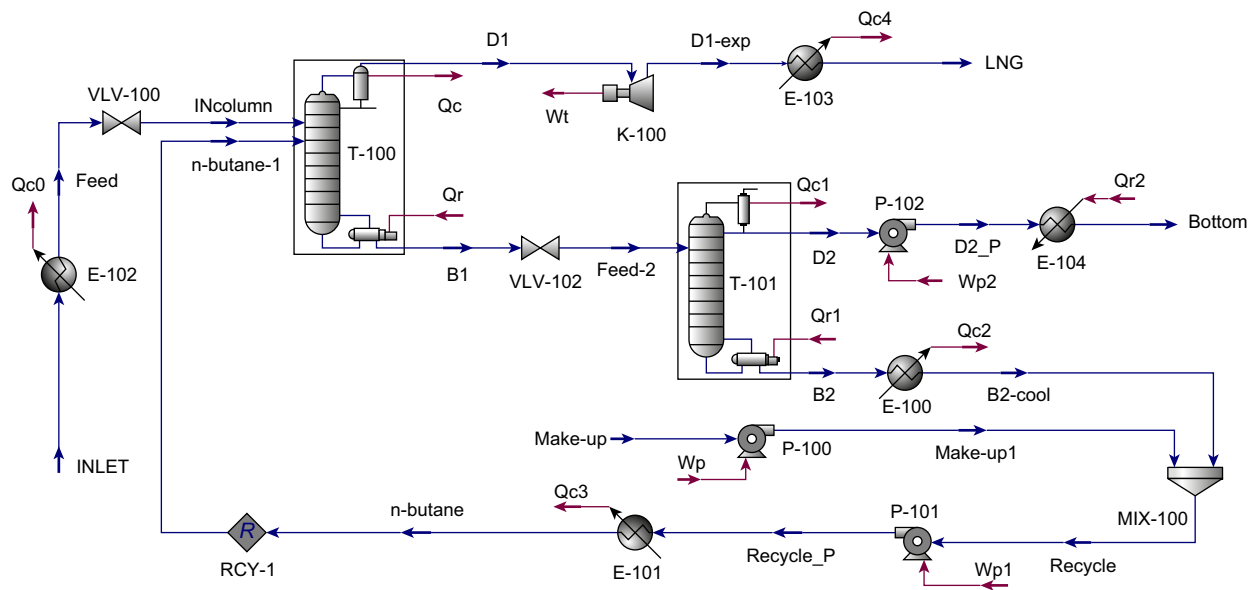 D1
D1-exp
Qc4
LNG
E-103
VLV-100
INcolumn
Qc
Wt
K-100
n-butane-1
T-100
Qc0
Feed
Qr
Qc1
P-102
Qr2
Bottom
E-102
B1
VLV-102
Feed-2
D2
D2_P
E-104
T-101
Wp2
Qr1
Qc2
B2
E-100
B2-cool
Make-up
P-100
Make-up1
INLET
Wp
Qc3
n-butane
P-101
MIX-100
R
RCY-1
E-101
Recycle_P
Wp1
Recycle